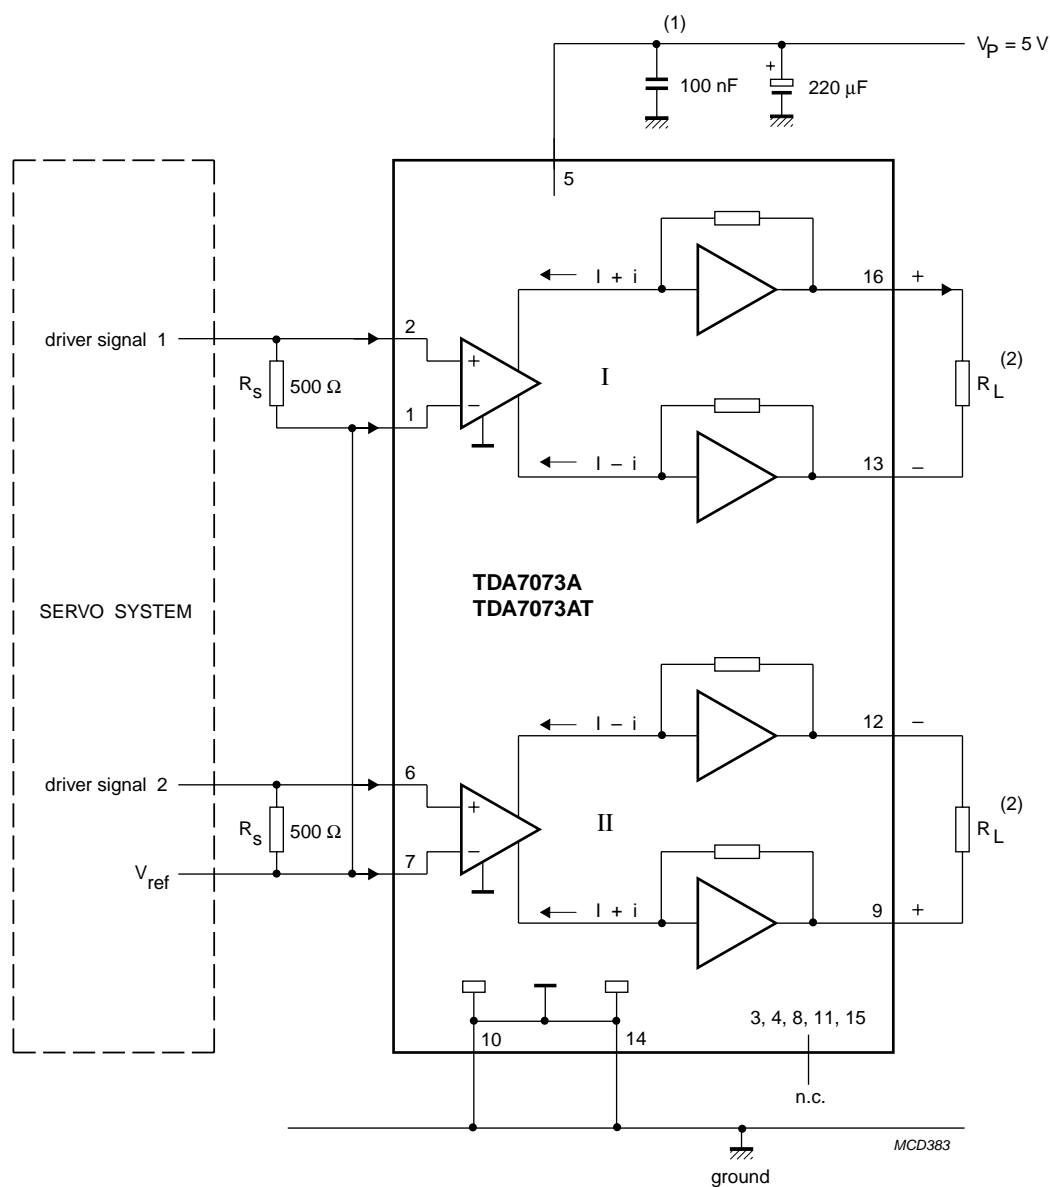 (1)
V_P = 5 V
100 nF
+
220 μF
5
I + i
16 +
driver signal 1
2
+
R_s 500 Ω
I
(2)
R_L
1
−
I − i
13 −
TDA7073A
TDA7073AT
SERVO SYSTEM
I − i
12 −
driver signal 2
6
+
R_s 500 Ω
II
(2)
R_L
7
−
V_ref
I + i
9 +
3, 4, 8, 11, 15
10
14
n.c.
MCD383
ground